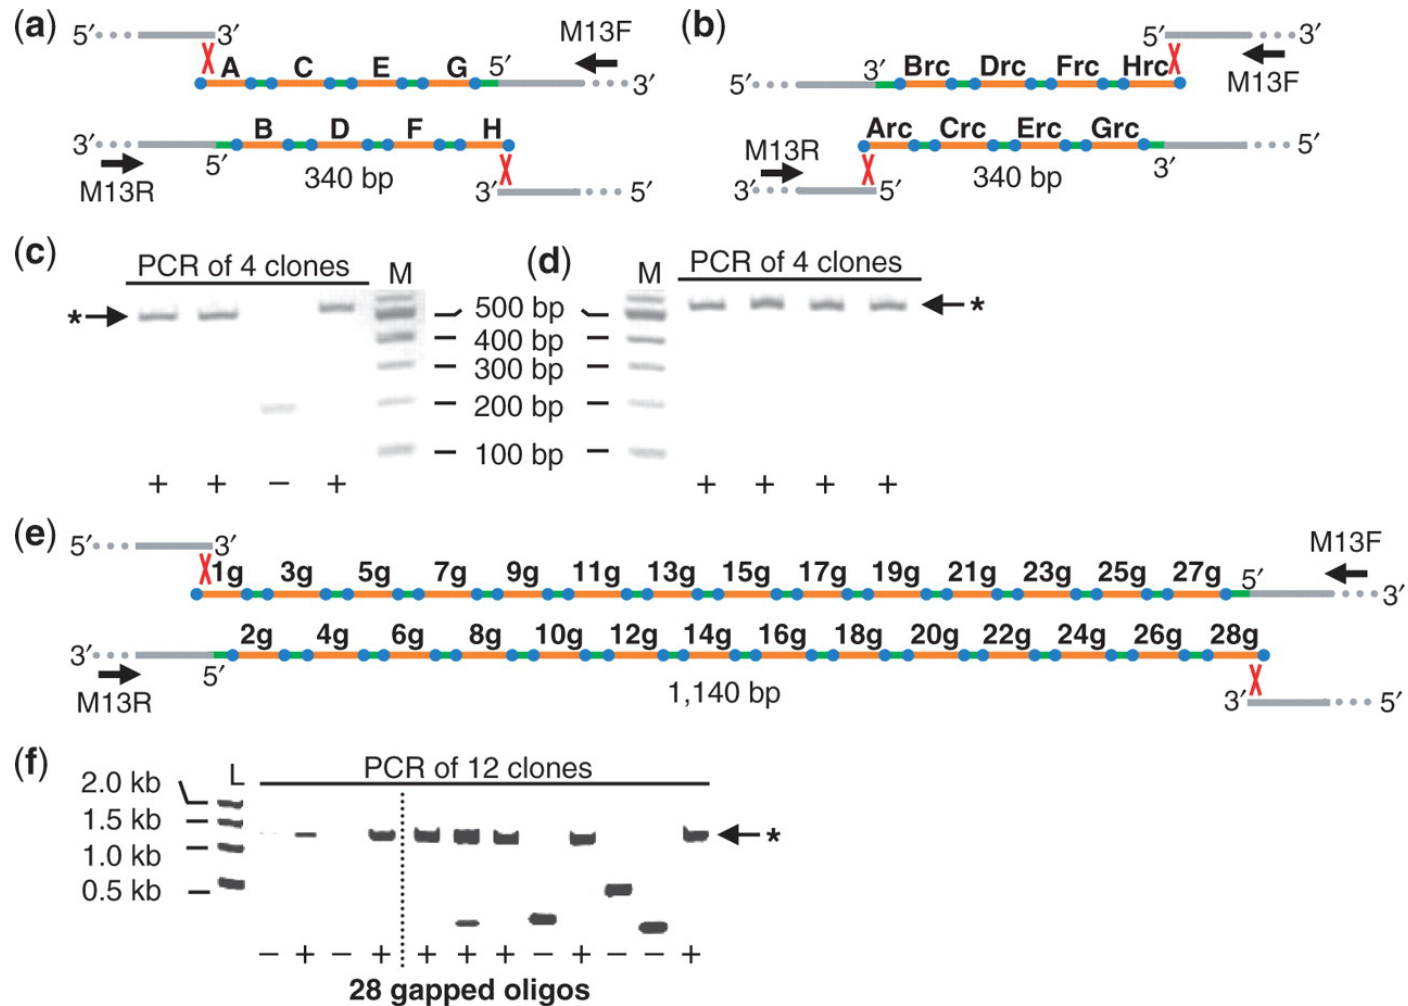 (a)
5′ 3′ M13F
A C E G 5′ 3′
B D F H
3′ 5′ 340 bp
M13R 3′ 5′
(b)
5′ 3′
3′ Brc Drc Frc Hrc M13F
5′
Arc Crc Erc Grc 3′
M13R 340 bp 3′
3′ 5′
(c)
PCR of 4 clones M
*
+ + − +
500 bp
400 bp
300 bp
200 bp
100 bp
(d)
M PCR of 4 clones
*
+ + + +
(e)
5′ 3′ M13F
1g 3g 5g 7g 9g 11g 13g 15g 17g 19g 21g 23g 25g 27g 5′ 3′
2g 4g 6g 8g 10g 12g 14g 16g 18g 20g 22g 24g 26g 28g
3′ 5′
M13R 1,140 bp 3′ 5′
(f)
L PCR of 12 clones
2.0 kb
1.5 kb
1.0 kb
0.5 kb
*
− + − + + + + − + − − +
28 gapped oligos